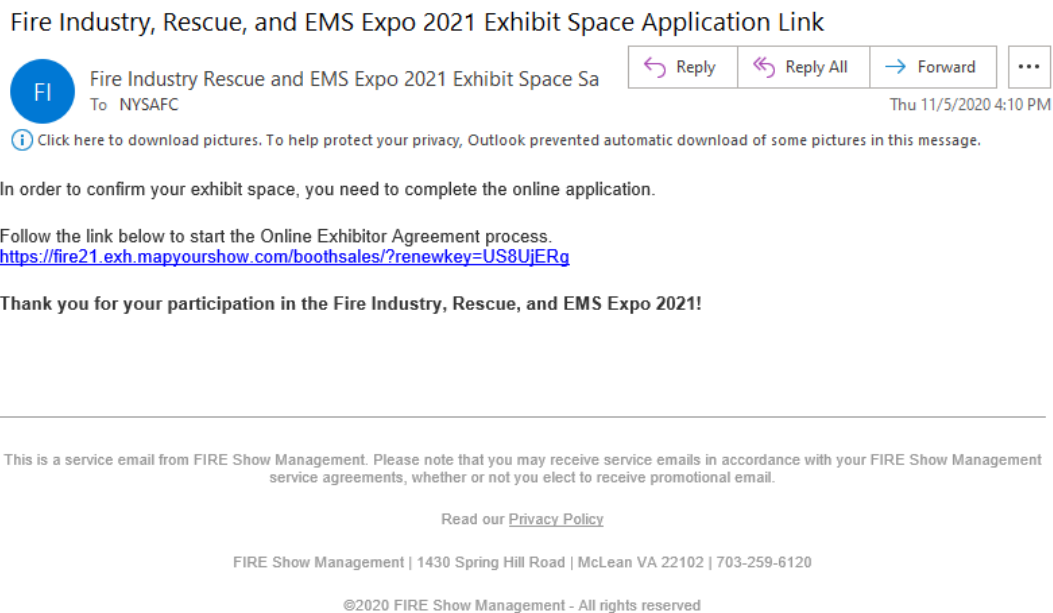 Fire Industry, Rescue, and EMS Expo 2021 Exhibit Space Application Link
FI
Fire Industry Rescue and EMS Expo 2021 Exhibit Space Sa
Reply
Reply All
Forward
To NYSAFC
Thu 11/5/2020 4:10 PM
Click here to download pictures. To help protect your privacy, Outlook prevented automatic download of some pictures in this message.
In order to confirm your exhibit space, you need to complete the online application.
Follow the link below to start the Online Exhibitor Agreement process.
https://fire21.exh.mapyourshow.com/boothsales/?renewkey=US8UjERg
Thank you for your participation in the Fire Industry, Rescue, and EMS Expo 2021!
This is a service email from FIRE Show Management. Please note that you may receive service emails in accordance with your FIRE Show Management
service agreements, whether or not you elect to receive promotional email.
Read our Privacy Policy
FIRE Show Management | 1430 Spring Hill Road | McLean VA 22102 | 703-259-6120
©2020 FIRE Show Management - All rights reserved